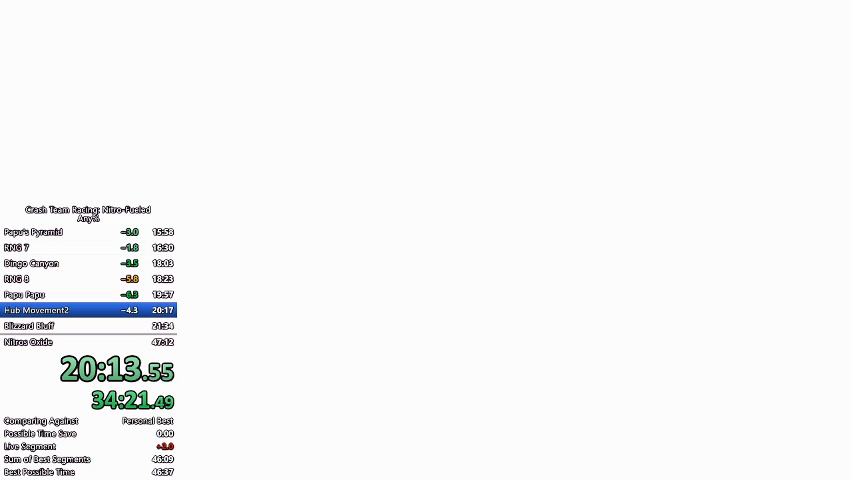 Crash Team Racing: Nitro-Fueled
Any%
Papu's Pyramid −3.0 15:58
RNG 7 −1.8 16:30
Dingo Canyon −3.5 18:03
RNG 8 −5.8 18:23
Papu Papu −6.3 19:57
Hub Movement2 −4.3 20:17
Blizzard Bluff 21:34
Nitros Oxide 47:12
20:13.55
34:21.49
Comparing Against Personal Best
Possible Time Save 0.00
Live Segment +2.0
Sum of Best Segments 46:09
Best Possible Time 46:37